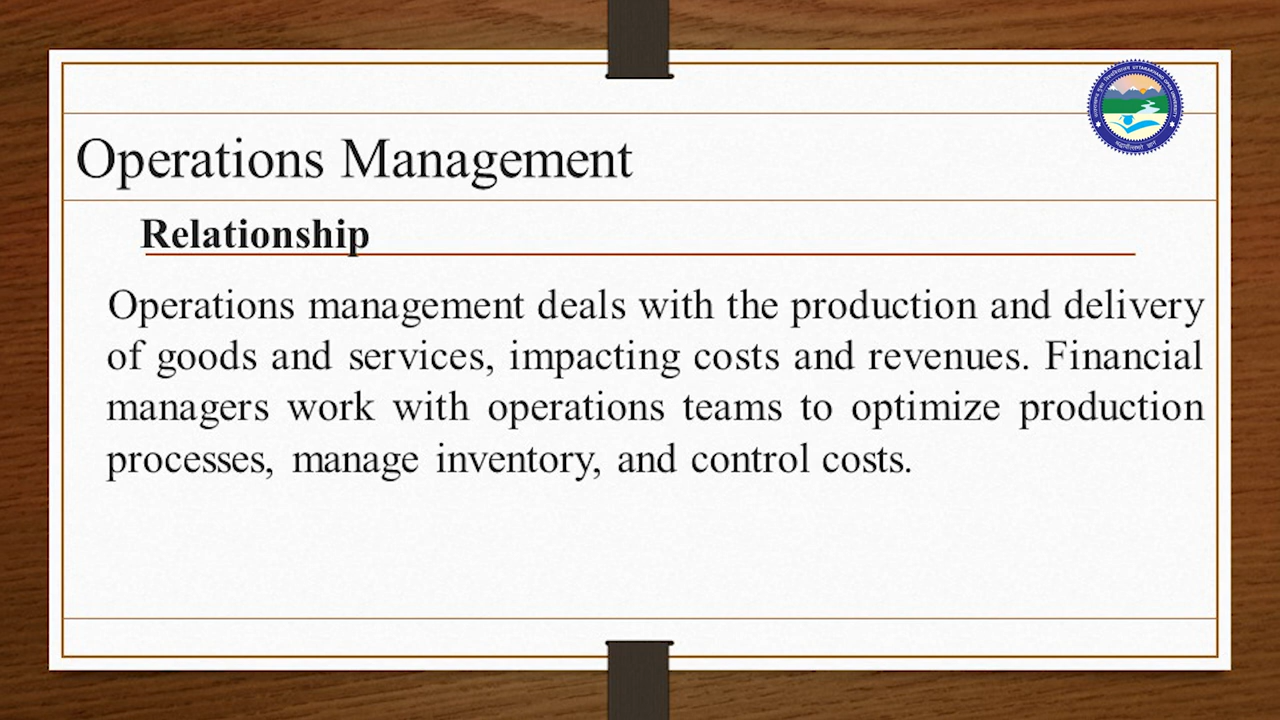 Operations Management
Relationship
Operations management deals with the production and delivery
of goods and services, impacting costs and revenues. Financial
managers work with operations teams to optimize production
processes, manage inventory, and control costs.